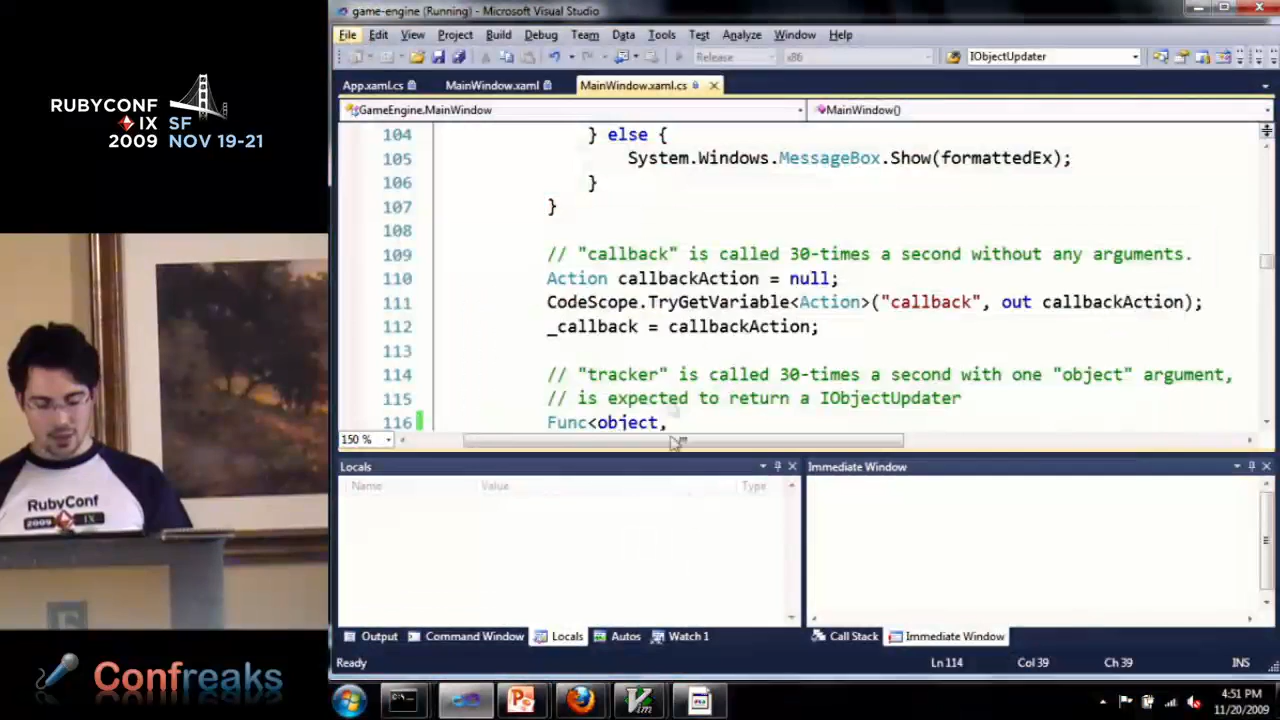 RUBYCONF
IX SF
2009 NOV 19-21
RubyConf
2009 IX
Confreaks
game-engine (Running) - Microsoft Visual Studio
File Edit View Project Build Debug Team Data Tools Test Analyze Window Help
Release x86 IObjectUpdater
App.xaml.cs MainWindow.xaml MainWindow.xaml.cs
GameEngine.MainWindow MainWindow()
104 } else {
105 System.Windows.MessageBox.Show(formattedEx);
106 }
107 }
108
109 // "callback" is called 30-times a second without any arguments.
110 Action callbackAction = null;
111 CodeScope.TryGetVariable<Action>("callback", out callbackAction);
112 _callback = callbackAction;
113
114 // "tracker" is called 30-times a second with one "object" argument,
115 // is expected to return a IObjectUpdater
116 Func<object,
150 %
Locals
Name Value Type
Immediate Window
Output Command Window Locals Autos Watch 1
Call Stack Immediate Window
Ready Ln 114 Col 39 Ch 39 INS
4:51 PM
11/20/2009